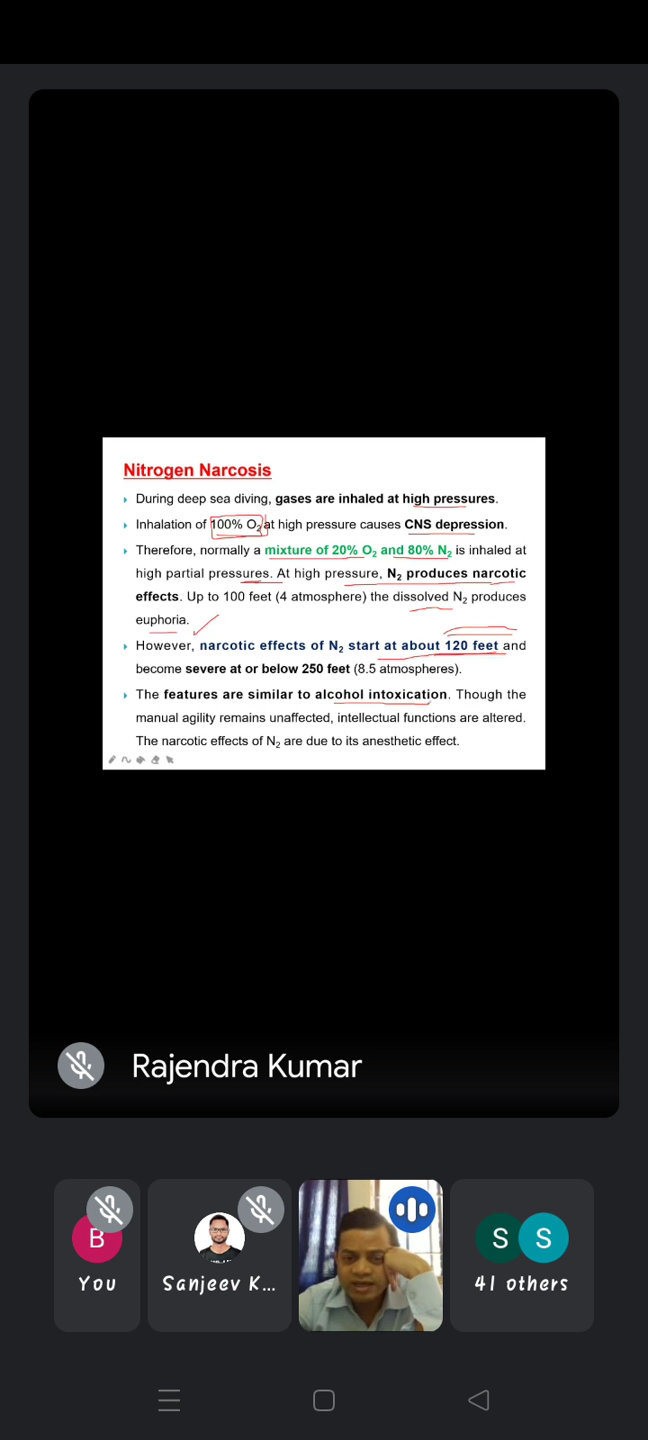 Nitrogen Narcosis
During deep sea diving, gases are inhaled at high pressures.
Inhalation of 100% O₂ at high pressure causes CNS depression.
Therefore, normally a mixture of 20% O₂ and 80% N₂ is inhaled at
high partial pressures. At high pressure, N₂ produces narcotic
effects. Up to 100 feet (4 atmosphere) the dissolved N₂ produces
euphoria.
However, narcotic effects of N₂ start at about 120 feet and
become severe at or below 250 feet (8.5 atmospheres).
The features are similar to alcohol intoxication. Though the
manual agility remains unaffected, intellectual functions are altered.
The narcotic effects of N₂ are due to its anesthetic effect.
Rajendra Kumar
B
S S
You
Sanjeev K...
41 others